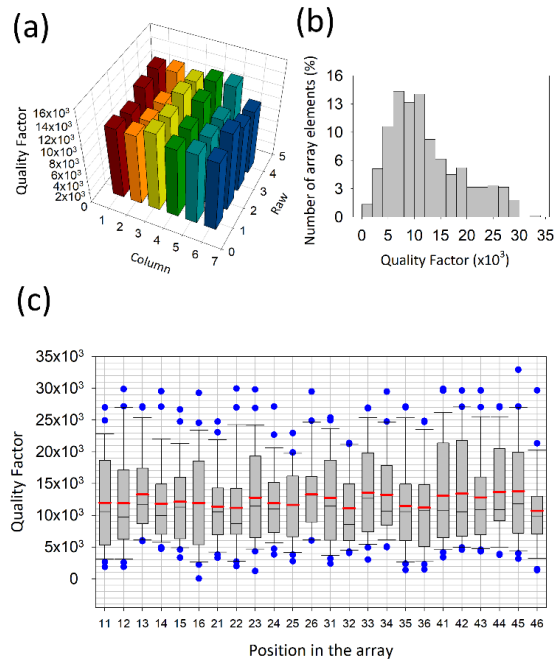 (a)
Quality Factor
16x10³
14x10³
12x10³
10x10³
8x10³
6x10³
4x10³
2x10³
0
1
2
3
4
5
6
7
Column
0
1
2
3
4
5
Raw
(b)
Number of array elements (%)
16
13
10
6
3
0
0 5 10 15 20 25 30 35
Quality Factor (x10³)
(c)
Quality Factor
35x10³
30x10³
25x10³
20x10³
15x10³
10x10³
5x10³
0
11 12 13 14 15 16 21 22 23 24 25 26 31 32 33 34 35 36 41 42 43 44 45 46
Position in the array